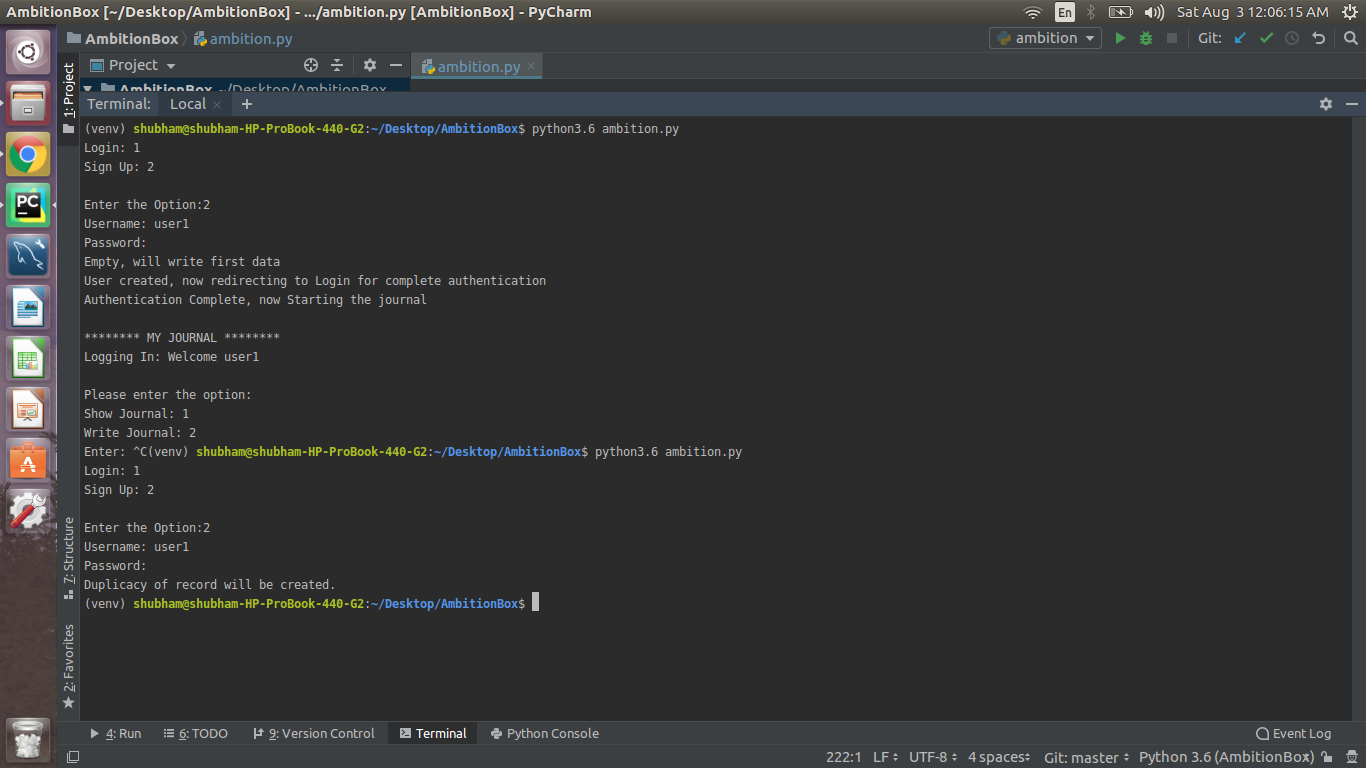 AmbitionBox [~/Desktop/AmbitionBox] - .../ambition.py [AmbitionBox] - PyCharm
En
Sat Aug 3 12:06:15 AM
AmbitionBox
ambition.py
ambition
Git:
1: Project
Project
ambition.py
AmbitionBox ~/Desktop/AmbitionBox
Terminal: Local
(venv) shubham@shubham-HP-ProBook-440-G2:~/Desktop/AmbitionBox$ python3.6 ambition.py
Login: 1
Sign Up: 2
Enter the Option:2
Username: user1
Password:
Empty, will write first data
User created, now redirecting to Login for complete authentication
Authentication Complete, now Starting the journal
******** MY JOURNAL ********
Logging In: Welcome user1
Please enter the option:
Show Journal: 1
Write Journal: 2
Enter: ^C(venv) shubham@shubham-HP-ProBook-440-G2:~/Desktop/AmbitionBox$ python3.6 ambition.py
Login: 1
Sign Up: 2
Enter the Option:2
Username: user1
Password:
Duplicacy of record will be created.
(venv) shubham@shubham-HP-ProBook-440-G2:~/Desktop/AmbitionBox$
PC
7: Structure
2: Favorites
4: Run
6: TODO
9: Version Control
Terminal
Python Console
Event Log
222:1 LF UTF-8 4 spaces Git: master Python 3.6 (AmbitionBox)